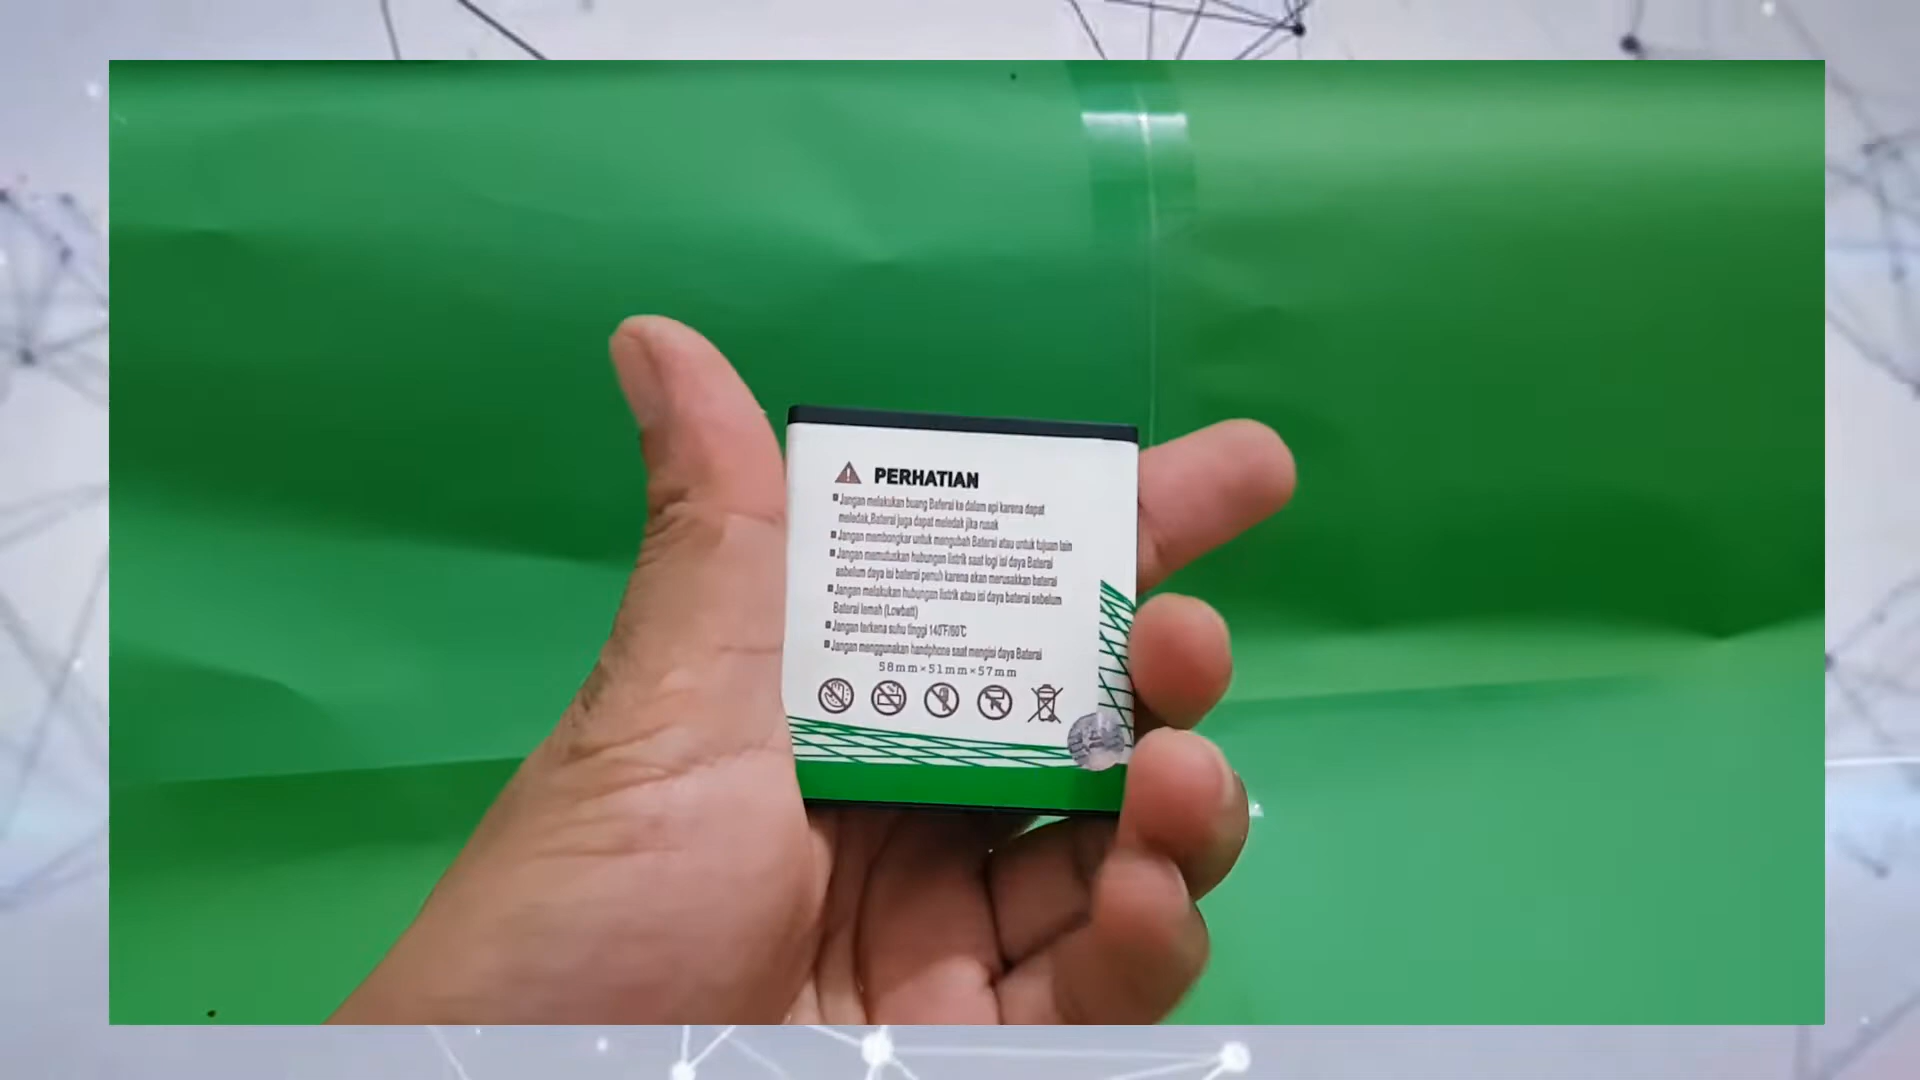 PERHATIAN
Jangan melakukan buang Baterai ke dalam api karena dapat
meledak,Baterai juga dapat meledak jika rusak
Jangan membongkar untuk mengubah Baterai atau untuk tujuan lain
Jangan memutuskan hubungan listrik saat logi isi daya Baterai
asbelum daya isi baterai penuh karena akan merusakkan baterai
Jangan melakukan hubungan listrik atau isi daya baterai sebelum
Baterai lemah (Lowbatt)
Jangan terkena suhu tinggi 140°F/60°C
Jangan menggunakan handphone saat mengisi daya Baterai
58mm×51mm×57mm